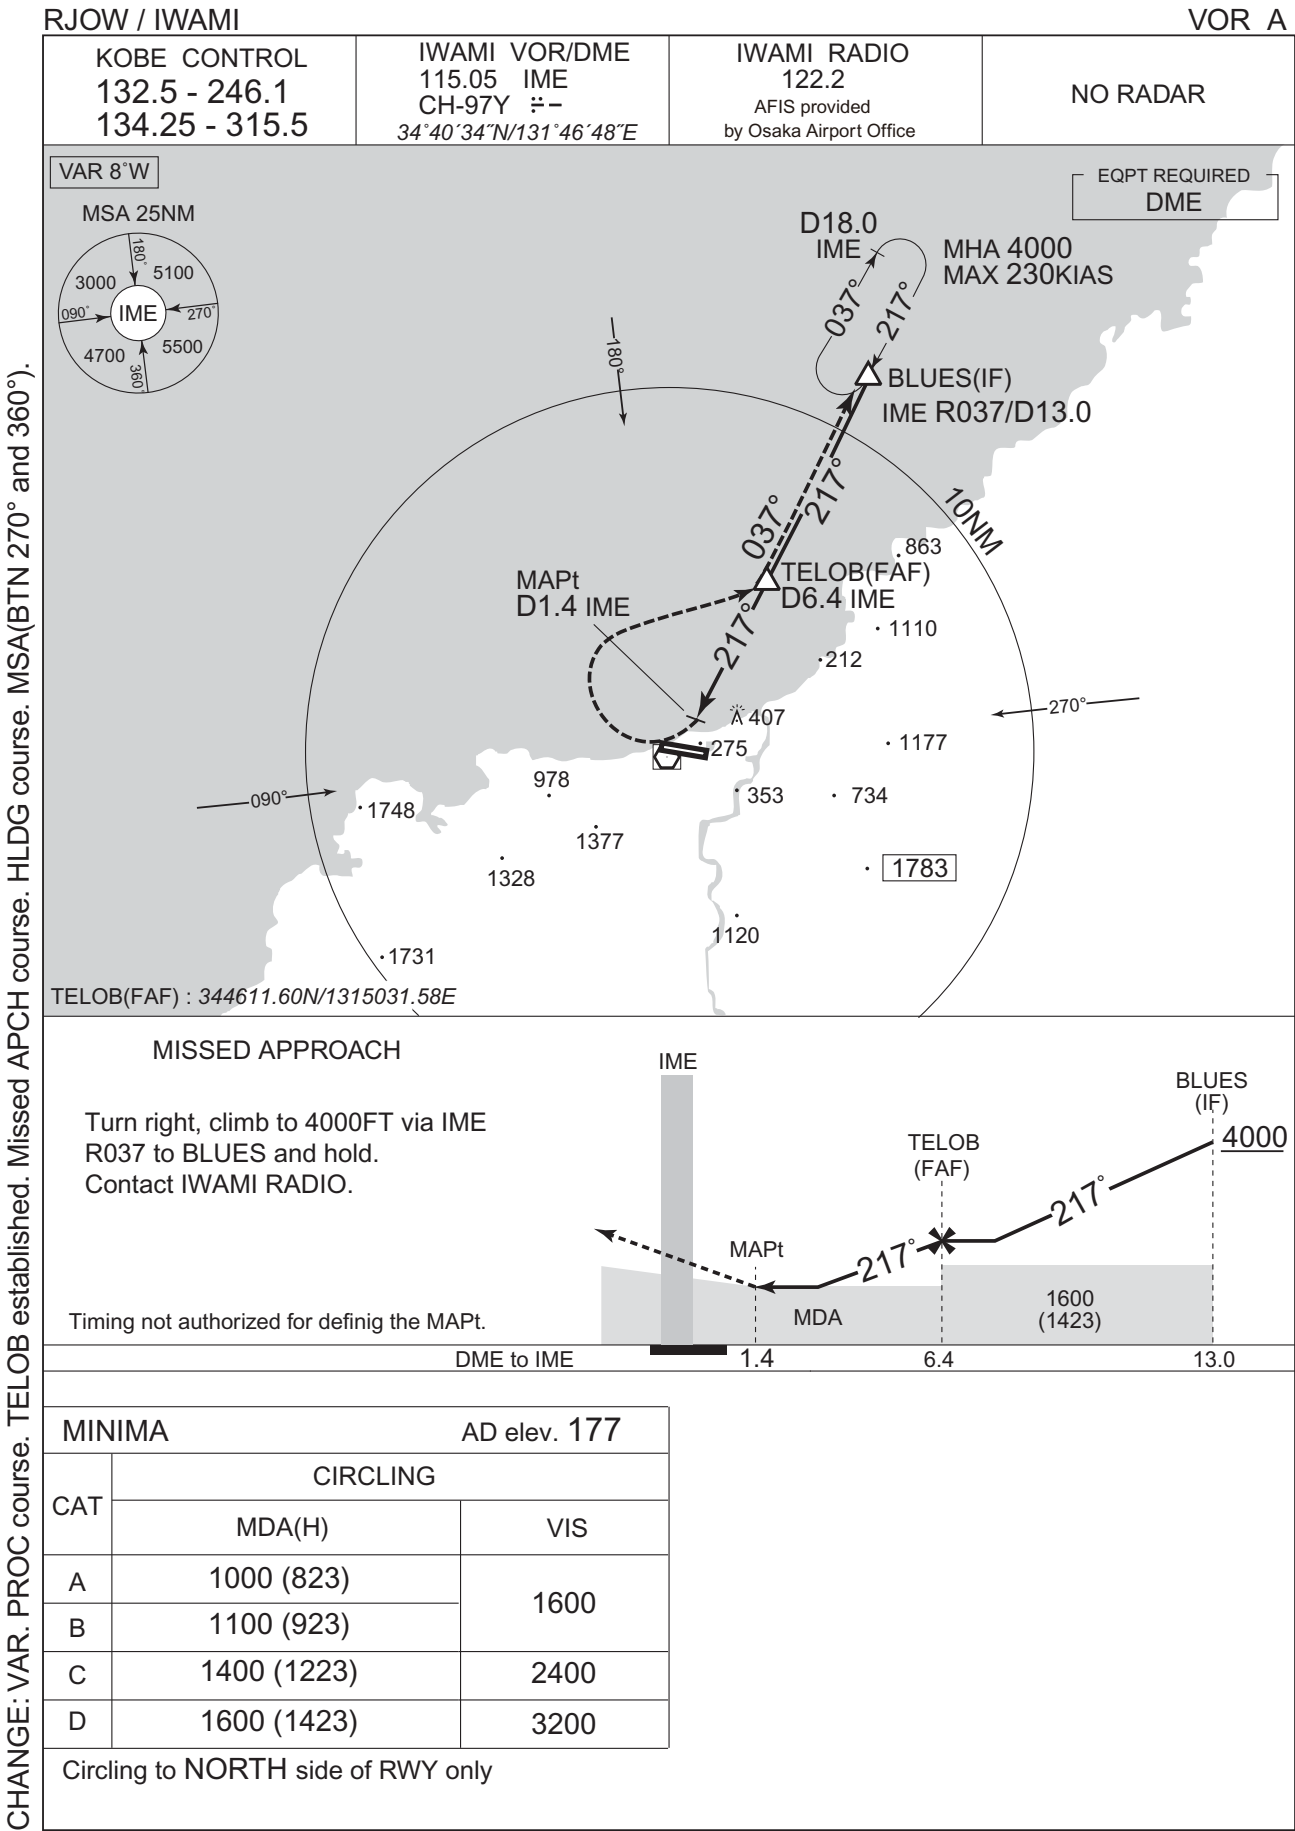 RJOW / IWAMI
VOR A
KOBE CONTROL
132.5 - 246.1
134.25 - 315.5
IWAMI VOR/DME
115.05 IME
CH-97Y
34°40´34˝N/131°46´48˝E
IWAMI RADIO
122.2
AFIS provided
by Osaka Airport Office
NO RADAR
VAR 8°W
EQPT REQUIRED
DME
MSA 25NM
180°
3000
5100
090°
IME
270°
4700
5500
360°
D18.0
IME
MHA 4000
MAX 230KIAS
037°
217°
180°
BLUES(IF)
IME R037/D13.0
217°
037°
10NM
863
TELOB(FAF)
D6.4 IME
MAPt
D1.4 IME
217°
1110
212
270°
407
275
1177
978
090°
1748
353
734
1377
1328
1783
1120
1731
TELOB(FAF) : 344611.60N/1315031.58E
MISSED APPROACH
Turn right, climb to 4000FT via IME
R037 to BLUES and hold.
Contact IWAMI RADIO.
Timing not authorized for definig the MAPt.
IME
BLUES
(IF)
4000
TELOB
(FAF)
217°
MAPt
217°
MDA
1600
(1423)
DME to IME
1.4
6.4
13.0
MINIMA
AD elev. 177
CAT
CIRCLING
MDA(H)
VIS
A
1000 (823)
1600
B
1100 (923)
C
1400 (1223)
2400
D
1600 (1423)
3200
Circling to NORTH side of RWY only
CHANGE: VAR. PROC course. TELOB established. Missed APCH course. HLDG course. MSA(BTN 270° and 360°).